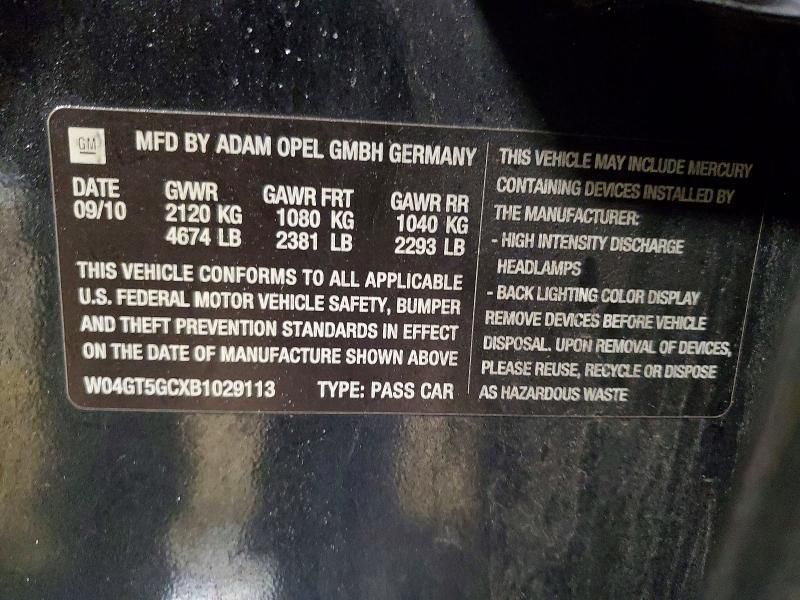 GM
MFD BY ADAM OPEL GMBH GERMANY
DATE GVWR GAWR FRT GAWR RR
09/10 2120 KG 1080 KG 1040 KG
4674 LB 2381 LB 2293 LB
THIS VEHICLE CONFORMS TO ALL APPLICABLE
U.S. FEDERAL MOTOR VEHICLE SAFETY, BUMPER
AND THEFT PREVENTION STANDARDS IN EFFECT
ON THE DATE OF MANUFACTURE SHOWN ABOVE
W04GT5GCXB1029113 TYPE: PASS CAR
THIS VEHICLE MAY INCLUDE MERCURY
CONTAINING DEVICES INSTALLED BY
THE MANUFACTURER:
- HIGH INTENSITY DISCHARGE
HEADLAMPS
- BACK LIGHTING COLOR DISPLAY
REMOVE DEVICES BEFORE VEHICLE
DISPOSAL. UPON REMOVAL OF DEVICES,
PLEASE REUSE, RECYCLE OR DISPOSE
AS HAZARDOUS WASTE